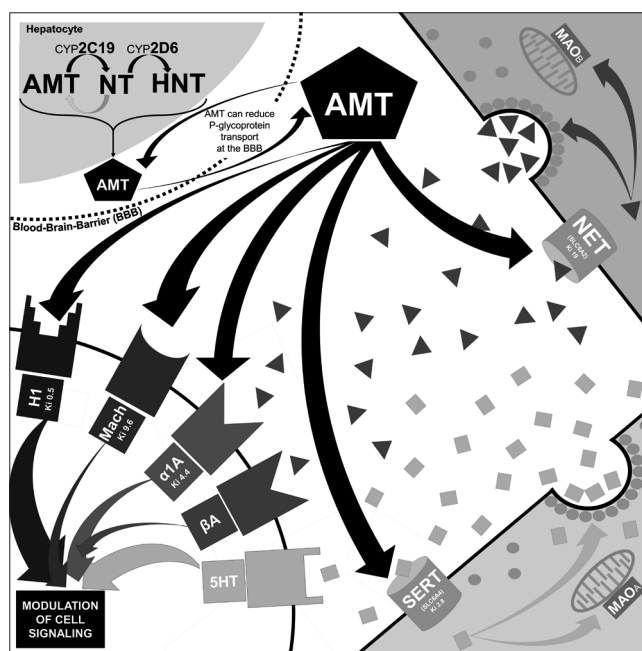 Hepatocyte
CYP2C19 CYP2D6
AMT NT HNT
AMT
AMT can reduce
P-glycoprotein
transport
at the BBB
AMT
Blood-Brain-Barrier (BBB)
MAOB
NET
(SLC6A2)
Ki 19
H1
Ki 0.5
Mach
Ki 9.6
α1A
Ki 4.4
βA
5HT
SERT
(SLC6A4)
Ki 2.8
MAOA
MODULATION
OF CELL
SIGNALING